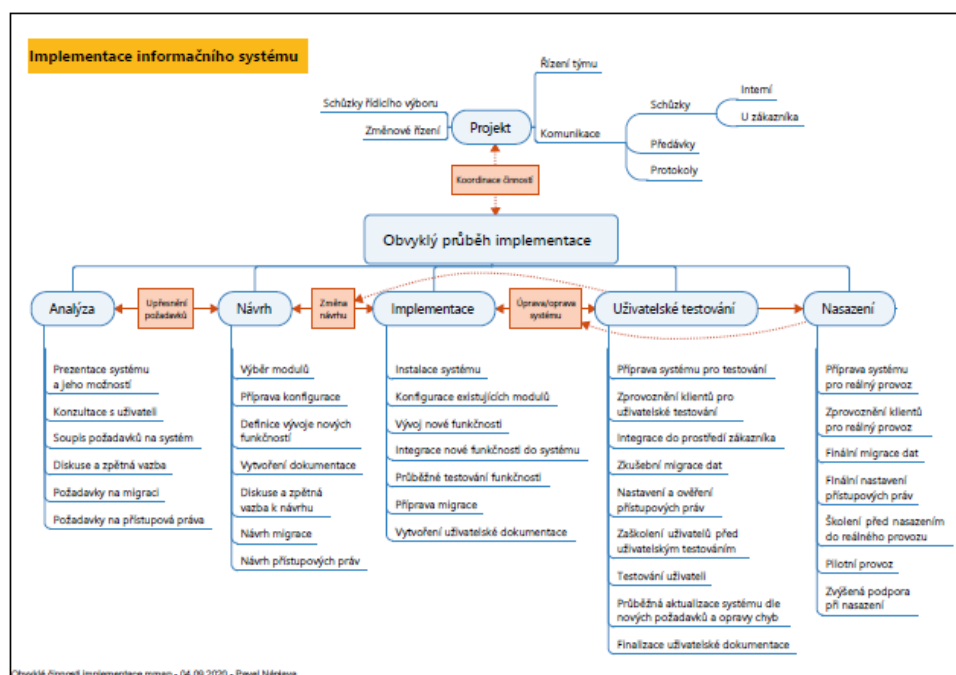 Implementace informačního systému
Řízení týmu
Interní
Schůzky řídicího výboru
Schůzky
U zákazníka
Projekt
Změnové řízení
Komunikace
Předávky
Protokoly
Koordinace činností
Obvyklý průběh implementace
Analýza
Upřesnění
požadavků
Návrh
Změna
návrhu
Implementace
Úprava/oprava
systému
Uživatelské testování
Nasazení
Prezentace systému
a jeho možností
Konzultace s uživateli
Soupis požadavků na systém
Diskuse a zpětná vazba
Požadavky na migraci
Požadavky na přístupová práva
Výběr modulů
Příprava konfigurace
Definice vývoje nových
funkčností
Vytvoření dokumentace
Diskuse a zpětná
vazba k návrhu
Návrh migrace
Návrh přístupových práv
Instalace systému
Konfigurace existujících modulů
Vývoj nové funkčnosti
Integrace nové funkčnosti do systému
Průběžné testování funkčnosti
Příprava migrace
Vytvoření uživatelské dokumentace
Příprava systému pro testování
Zprovoznění klientů pro
uživatelské testování
Integrace do prostředí zákazníka
Zkušební migrace dat
Nastavení a ověření
přístupových práv
Zaškolení uživatelů před
uživatelským testováním
Testování uživateli
Průběžná aktualizace systému dle
nových požadavků a opravy chyb
Finalizace uživatelské dokumentace
Příprava systému
pro reálný provoz
Zprovoznění klientů
pro reálný provoz
Finální migrace dat
Finální nastavení
přístupových práv
Školení před nasazením
do reálného provozu
Pilotní provoz
Zvýšená podpora
při nasazení
Obvyklé činnosti implementace.mmap - 04.09.2020 - Pavel